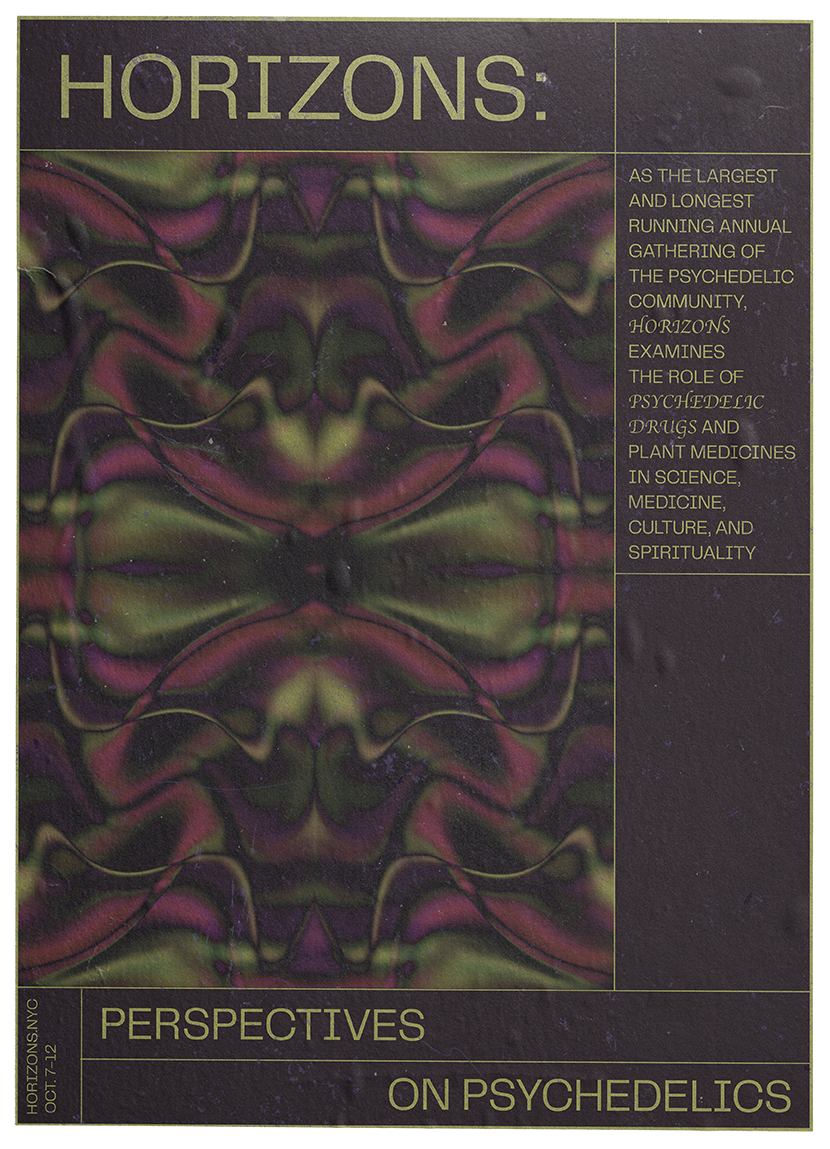 HORIZONS:
AS THE LARGEST
AND LONGEST
RUNNING ANNUAL
GATHERING OF
THE PSYCHEDELIC
COMMUNITY,
HORIZONS
EXAMINES
THE ROLE OF
PSYCHEDELIC
DRUGS AND
PLANT MEDICINES
IN SCIENCE,
MEDICINE,
CULTURE, AND
SPIRITUALITY
HORIZONS.NYC
OCT. 7–12
PERSPECTIVES
ON PSYCHEDELICS